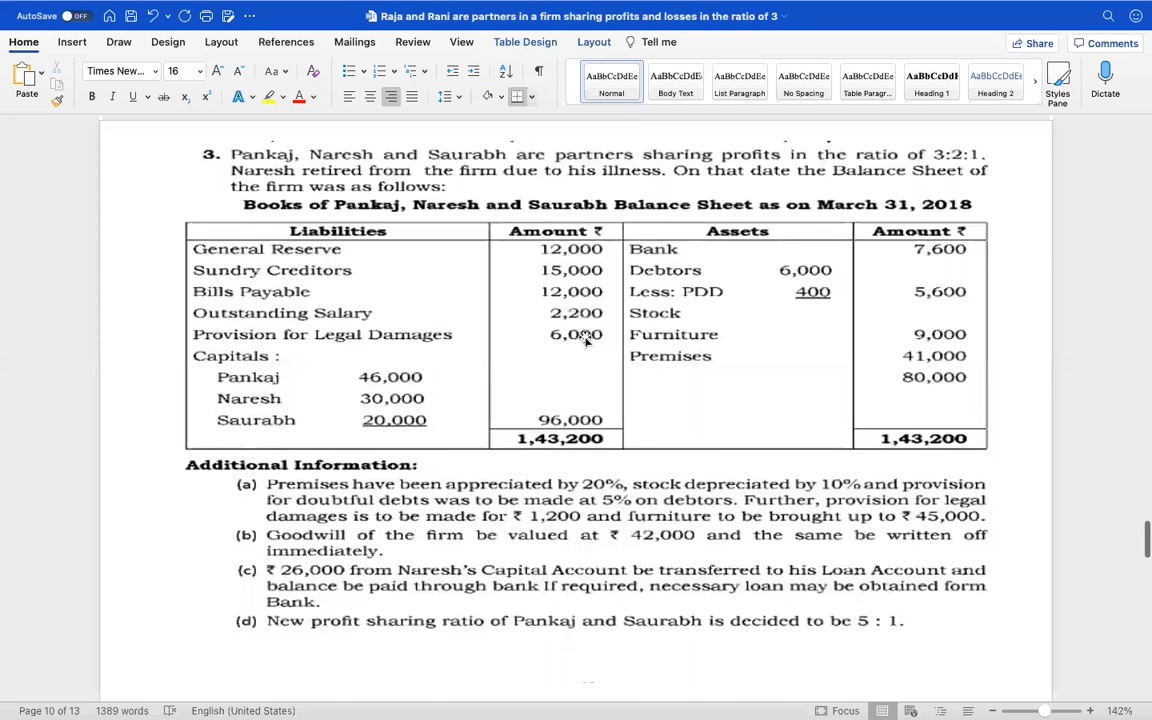 AutoSave OFF
Raja and Rani are partners in a firm sharing profits and losses in the ratio of 3
Home Insert Draw Design Layout References Mailings Review View Table Design Layout Tell me Share Comments
Paste
Times New... 16
AaBbCcDdEe Normal
AaBbCcDdEe Body Text
AaBbCcDdEe List Paragraph
AaBbCcDdEe No Spacing
AaBbCcDdEe Table Paragr...
AaBbCcDdE Heading 1
AaBbCcDdEe Heading 2
Styles Pane
Dictate
3. Pankaj, Naresh and Saurabh are partners sharing profits in the ratio of 3:2:1.
Naresh retired from the firm due to his illness. On that date the Balance Sheet of
the firm was as follows:
Books of Pankaj, Naresh and Saurabh Balance Sheet as on March 31, 2018
Liabilities Amount ₹ Assets Amount ₹
General Reserve 12,000 Bank 7,600
Sundry Creditors 15,000 Debtors 6,000
Bills Payable 12,000 Less: PDD 400 5,600
Outstanding Salary 2,200 Stock
Provision for Legal Damages 6,000 Furniture 9,000
Capitals : Premises 41,000
Pankaj 46,000 80,000
Naresh 30,000
Saurabh 20,000 96,000
1,43,200 1,43,200
Additional Information:
(a) Premises have been appreciated by 20%, stock depreciated by 10% and provision
for doubtful debts was to be made at 5% on debtors. Further, provision for legal
damages is to be made for ₹ 1,200 and furniture to be brought up to ₹ 45,000.
(b) Goodwill of the firm be valued at ₹ 42,000 and the same be written off
immediately.
(c) ₹ 26,000 from Naresh's Capital Account be transferred to his Loan Account and
balance be paid through bank If required, necessary loan may be obtained form
Bank.
(d) New profit sharing ratio of Pankaj and Saurabh is decided to be 5 : 1.
Page 10 of 13 1389 words English (United States) Focus 142%